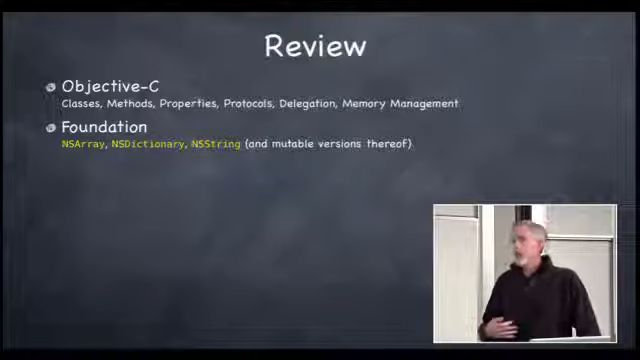 Review
Objective-C
Classes, Methods, Properties, Protocols, Delegation, Memory Management
Foundation
NSArray, NSDictionary, NSString (and mutable versions thereof)